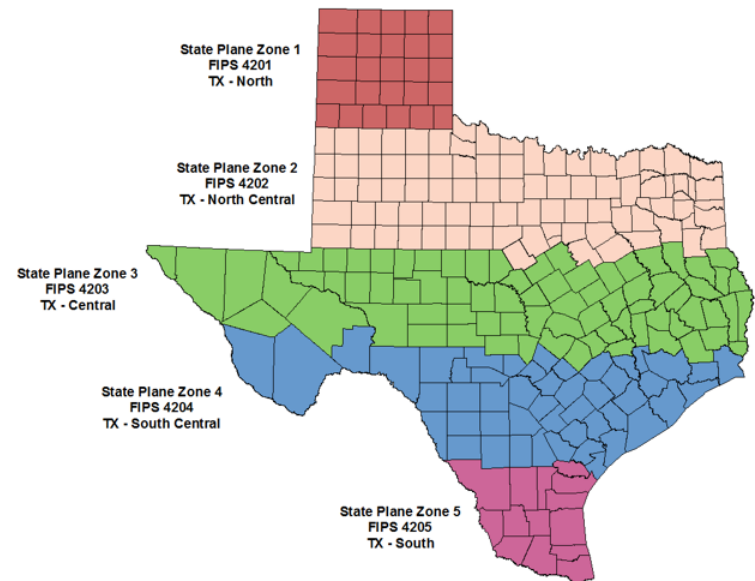 State Plane Zone 1
FIPS 4201
TX - North
State Plane Zone 2
FIPS 4202
TX - North Central
State Plane Zone 3
FIPS 4203
TX - Central
State Plane Zone 4
FIPS 4204
TX - South Central
State Plane Zone 5
FIPS 4205
TX - South